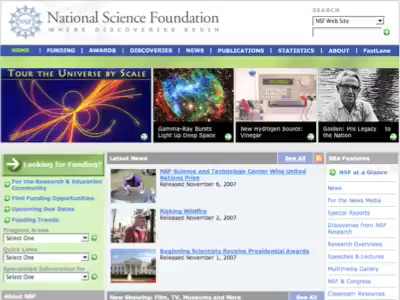 National Science Foundation
WHERE DISCOVERIES BEGIN
SEARCH
NSF Web Site
HOME
FUNDING
AWARDS
DISCOVERIES
NEWS
PUBLICATIONS
STATISTICS
ABOUT
FastLane
TOUR THE UNIVERSE BY SCALE
Gamma-Ray Bursts
Light Up Deep Space
New Hydrogen Source:
Vinegar
Golden: His Legacy to
the Nation
Looking for Funding?
For the Research & Education
Community
Find Funding Opportunities
Upcoming Due Dates
Funding Trends
Program Areas
Select One
Quick Links
Select One
Specialized Information for
Select One
About NSF
Latest News
See All
NSF Science and Technology Center Wins United
Nations Prize
Released November 6, 2007
Risking Wildfire
Released November 2, 2007
Beginning Scientists Receive Presidential Awards
Released November 1, 2007
Now Showing: Film, TV, Museums and More
See All
Site Features
NSF at a Glance
News
For the News Media
Special Reports
Discoveries from NSF
Research
Research Overviews
Speeches & Lectures
Multimedia Gallery
NSF & Congress
Classroom Resources